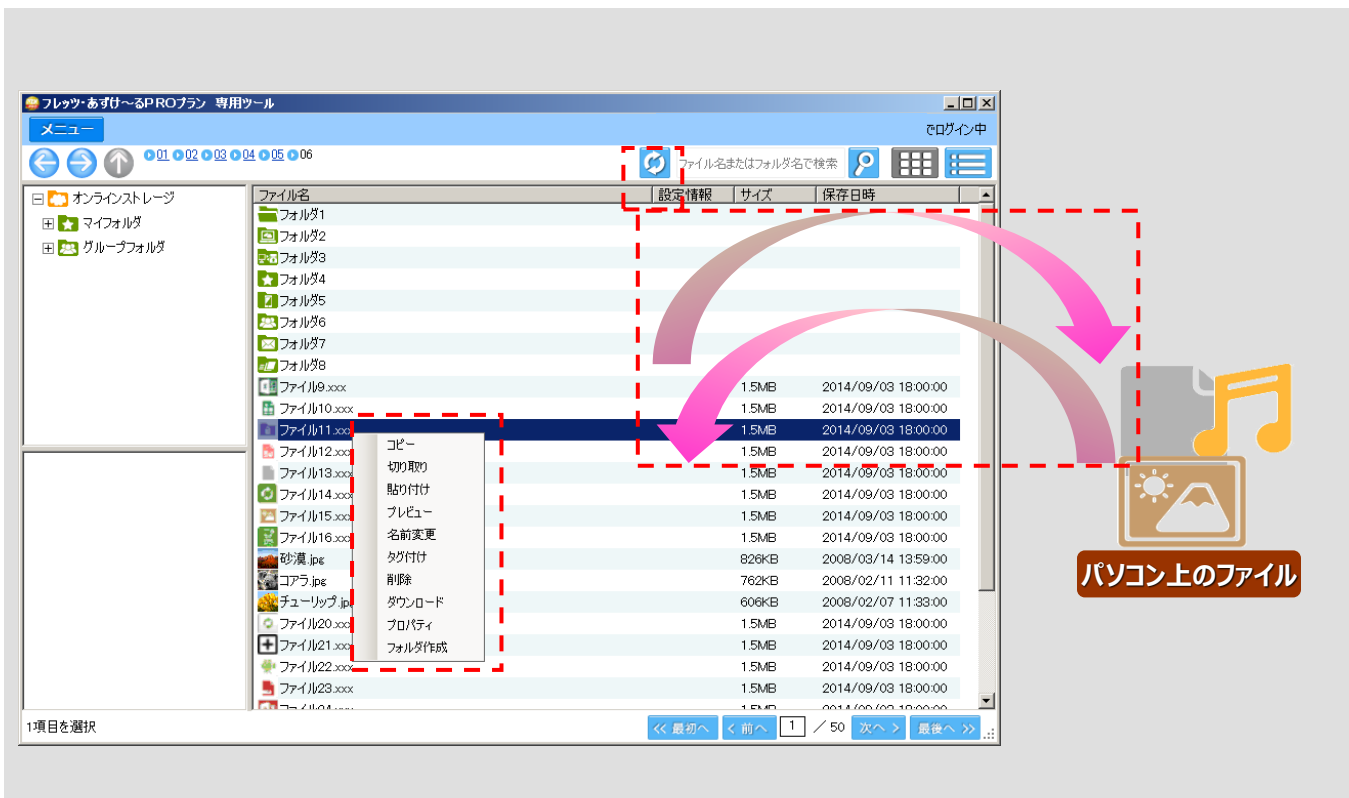 フレッツ・あずけ～るPROプラン 専用ツール
メニュー
でログイン中
01 02 03 04 05 06
ファイル名またはフォルダ名で検索
オンラインストレージ
マイフォルダ
グループフォルダ
ファイル名 設定情報 サイズ 保存日時
フォルダ1
フォルダ2
フォルダ3
フォルダ4
フォルダ5
フォルダ6
フォルダ7
フォルダ8
ファイル9.xxx 1.5MB 2014/09/03 18:00:00
ファイル10.xxx 1.5MB 2014/09/03 18:00:00
ファイル11.xxx 1.5MB 2014/09/03 18:00:00
ファイル12.xxx 1.5MB 2014/09/03 18:00:00
ファイル13.xxx 1.5MB 2014/09/03 18:00:00
ファイル14.xxx 1.5MB 2014/09/03 18:00:00
ファイル15.xxx 1.5MB 2014/09/03 18:00:00
ファイル16.xxx 1.5MB 2014/09/03 18:00:00
砂漠.jpg 826KB 2008/03/14 13:59:00
コアラ.jpg 762KB 2008/02/11 11:32:00
チューリップ.jp 606KB 2008/02/07 11:33:00
ファイル20.xxx 1.5MB 2014/09/03 18:00:00
ファイル21.xxx 1.5MB 2014/09/03 18:00:00
ファイル22.xxx 1.5MB 2014/09/03 18:00:00
ファイル23.xxx 1.5MB 2014/09/03 18:00:00
コピー
切り取り
貼り付け
プレビュー
名前変更
タグ付け
削除
ダウンロード
プロパティ
フォルダ作成
パソコン上のファイル
1項目を選択
<< 最初へ < 前へ 1 / 50 次へ > 最後へ >>